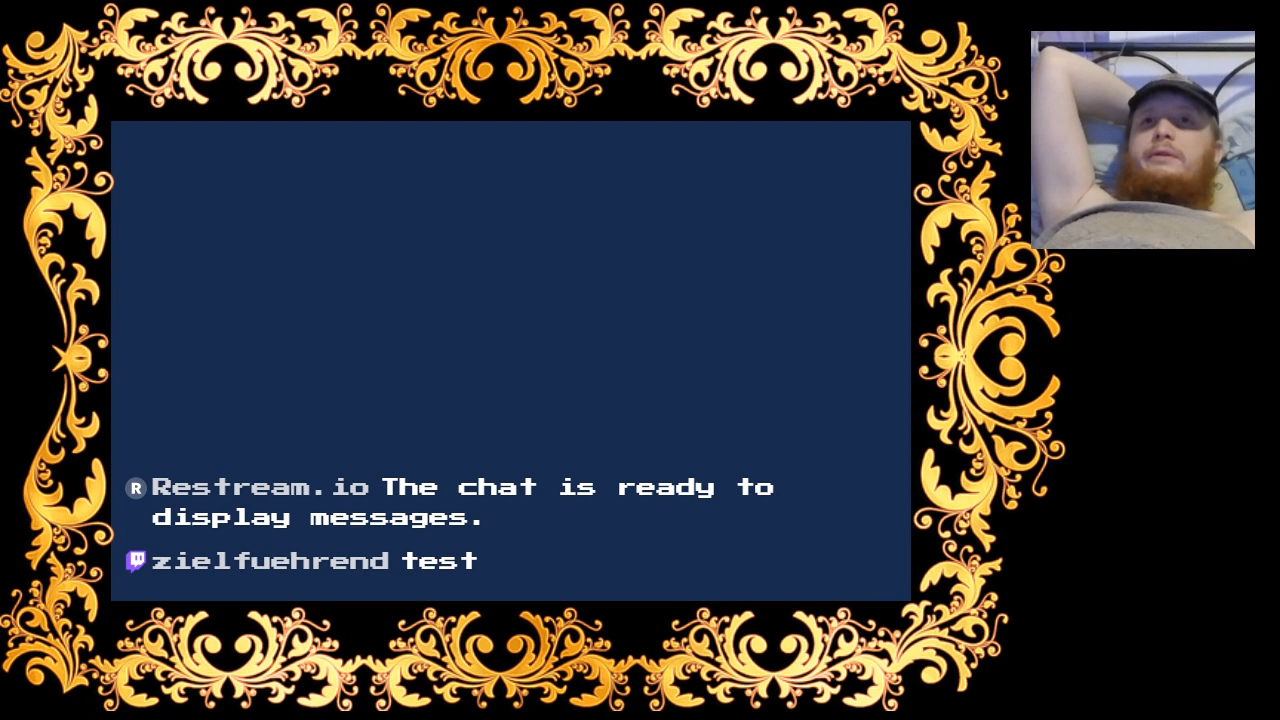 R Restream.io The chat is ready to
display messages.
zielfuehrend test